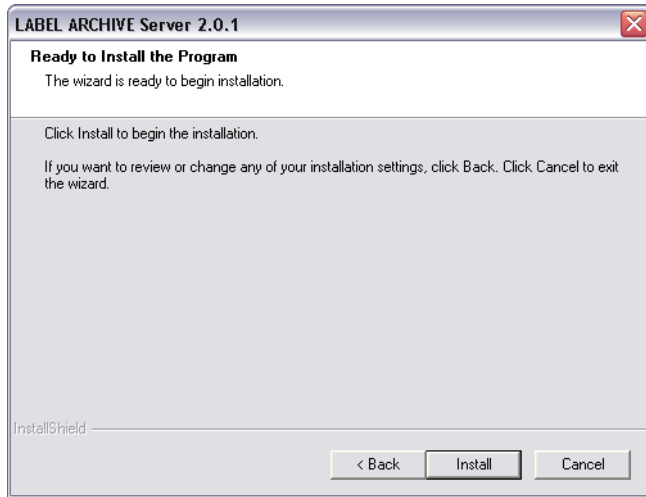 LABEL ARCHIVE Server 2.0.1
Ready to Install the Program
The wizard is ready to begin installation.
Click Install to begin the installation.
If you want to review or change any of your installation settings, click Back. Click Cancel to exit
the wizard.
InstallShield
< Back Install Cancel